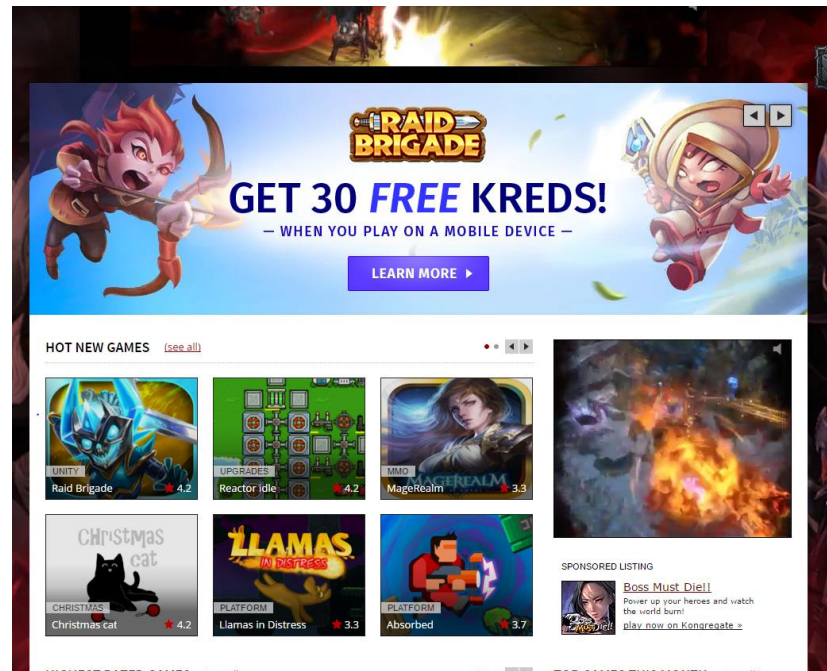 RAID
BRIGADE
GET 30 FREE KREDS!
— WHEN YOU PLAY ON A MOBILE DEVICE —
LEARN MORE
HOT NEW GAMES (see all)
UNITY
Raid Brigade 4.2
UPGRADES
Reactor idle 4.2
MAGEREALM
MMO
MageRealm 3.3
CHRISTMAS
cat
CHRISTMAS
Christmas cat 4.2
LLAMAS
IN DISTRESS
PLATFORM
Llamas in Distress 3.3
PLATFORM
Absorbed 3.7
SPONSORED LISTING
Boss Must Die!!
Power up your heroes and watch
the world burn!
play now on Kongregate »